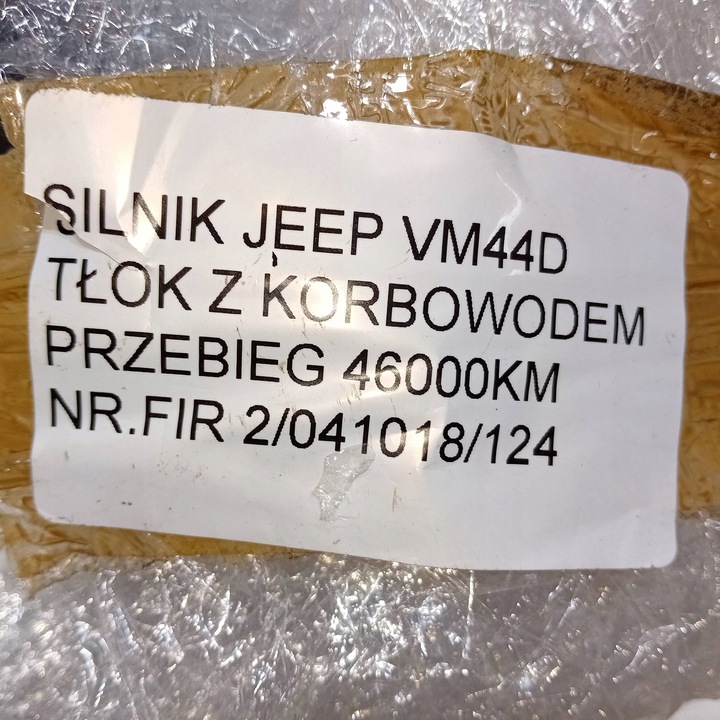 SILNIK JEEP VM44D
TŁOK Z KORBOWODEM
PRZEBIEG 46000KM
NR.FIR 2/041018/124